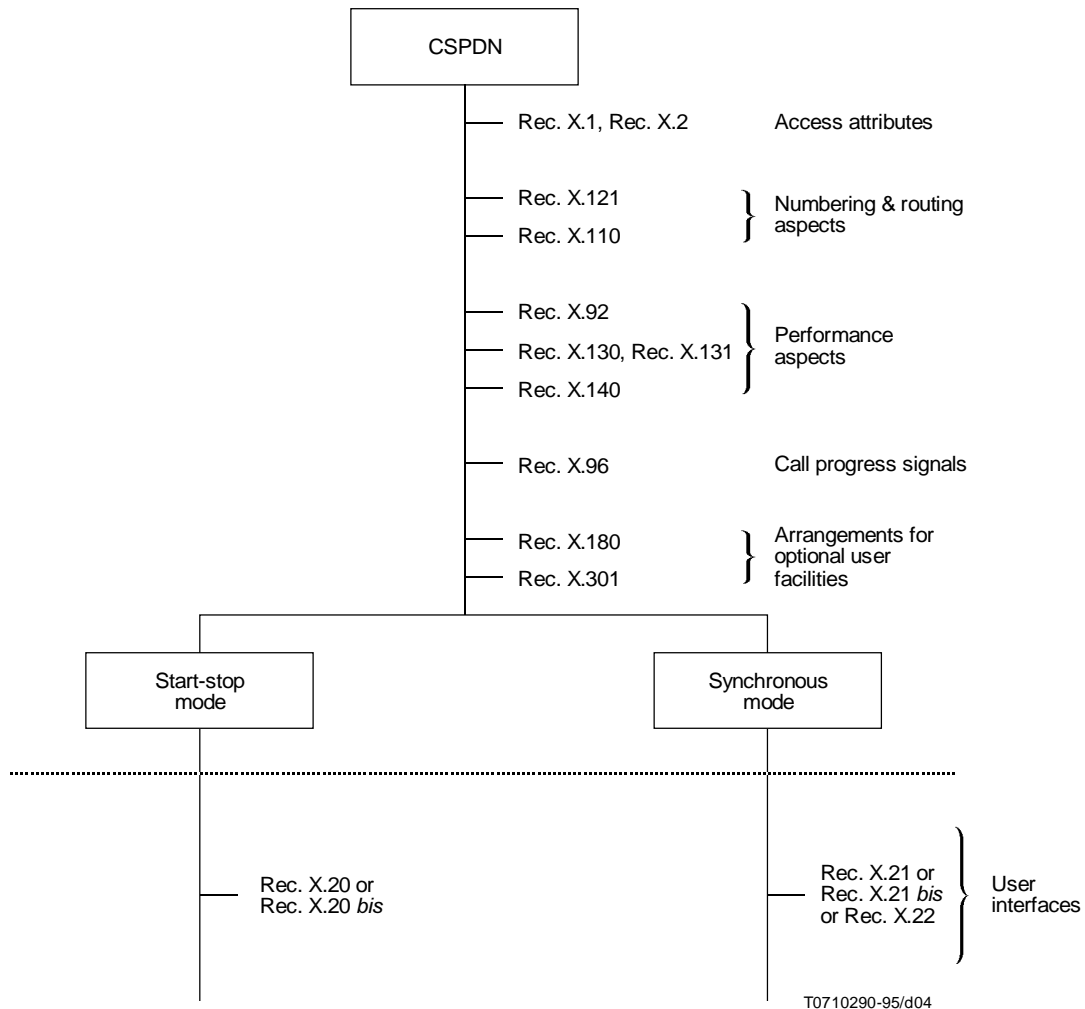 CSPDN
Rec. X.1, Rec. X.2 Access attributes
Rec. X.121
Rec. X.110
Numbering & routing
aspects
Rec. X.92
Rec. X.130, Rec. X.131
Rec. X.140
Performance
aspects
Rec. X.96 Call progress signals
Rec. X.180
Rec. X.301
Arrangements for
optional user
facilities
Start-stop
mode
Synchronous
mode
Rec. X.20 or
Rec. X.20 bis
Rec. X.21 or
Rec. X.21 bis
or Rec. X.22
User
interfaces
T0710290-95/d04